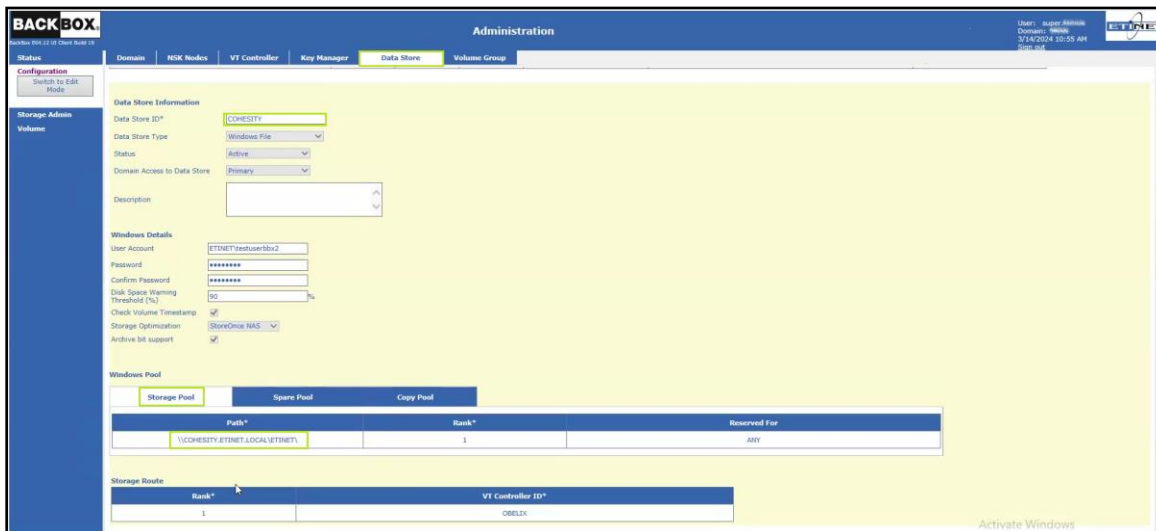 BACKBOX.
BackBox E04.12 UI Client Build 16
Administration
User: super
Domain:
3/14/2024 10:55 AM
Sign out
ETINET
Status
Configuration
Switch to Edit
Mode
Storage Admin
Volume
Domain NSK Nodes VT Controller Key Manager Data Store Volume Group
Data Store Information
Data Store ID* COHESITY
Data Store Type Windows File
Status Active
Domain Access to Data Store Primary
Description
Windows Details
User Account ETINET\testuserbbx2
Password ••••••••
Confirm Password ••••••••
Disk Space Warning
Threshold (%) 90 %
Check Volume Timestamp
Storage Optimization StoreOnce NAS
Archive bit support
Windows Pool
Storage Pool Spare Pool Copy Pool
Path* Rank* Reserved For
\\COHESITY.ETINET.LOCAL\ETINET\ 1 ANY
Storage Route
Rank* VT Controller ID*
1 OBELIX
Activate Windows